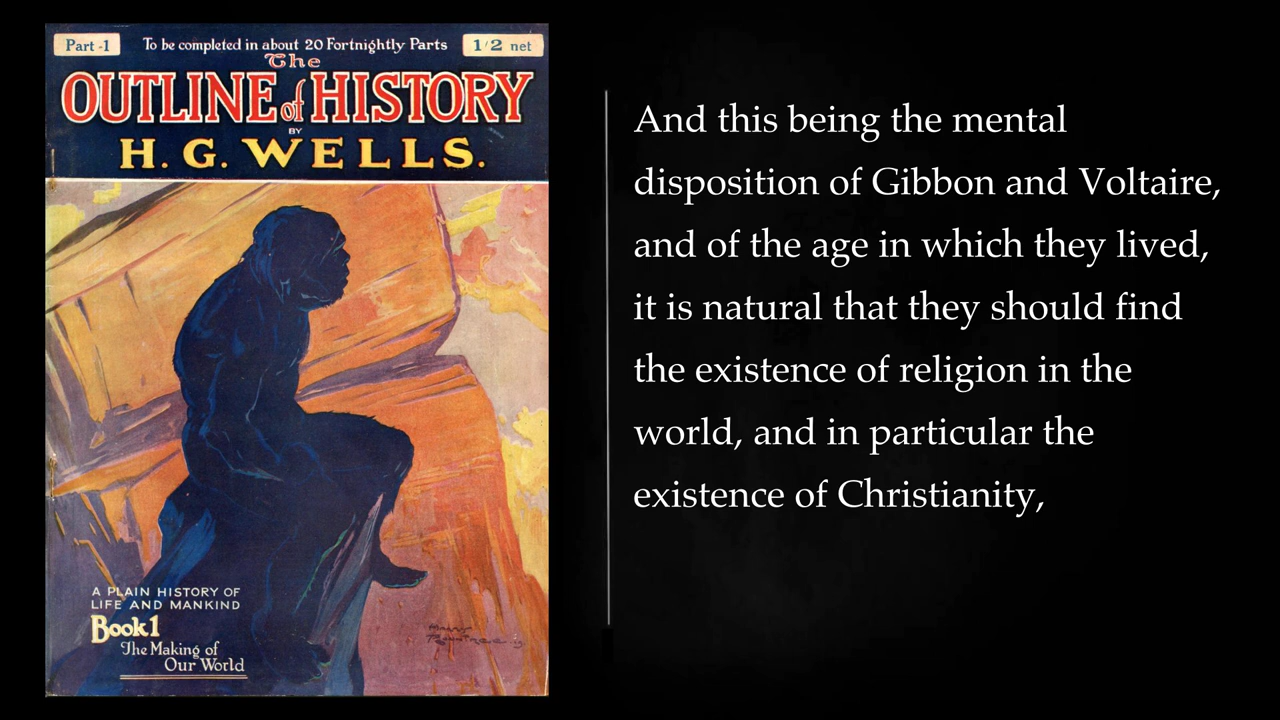 Part -1
To be completed in about 20 Fortnightly Parts
1/2 net
The
OUTLINE of HISTORY
BY
H. G. WELLS.
A PLAIN HISTORY OF
LIFE AND MANKIND
Book 1
The Making of
Our World
And this being the mental
disposition of Gibbon and Voltaire,
and of the age in which they lived,
it is natural that they should find
the existence of religion in the
world, and in particular the
existence of Christianity,